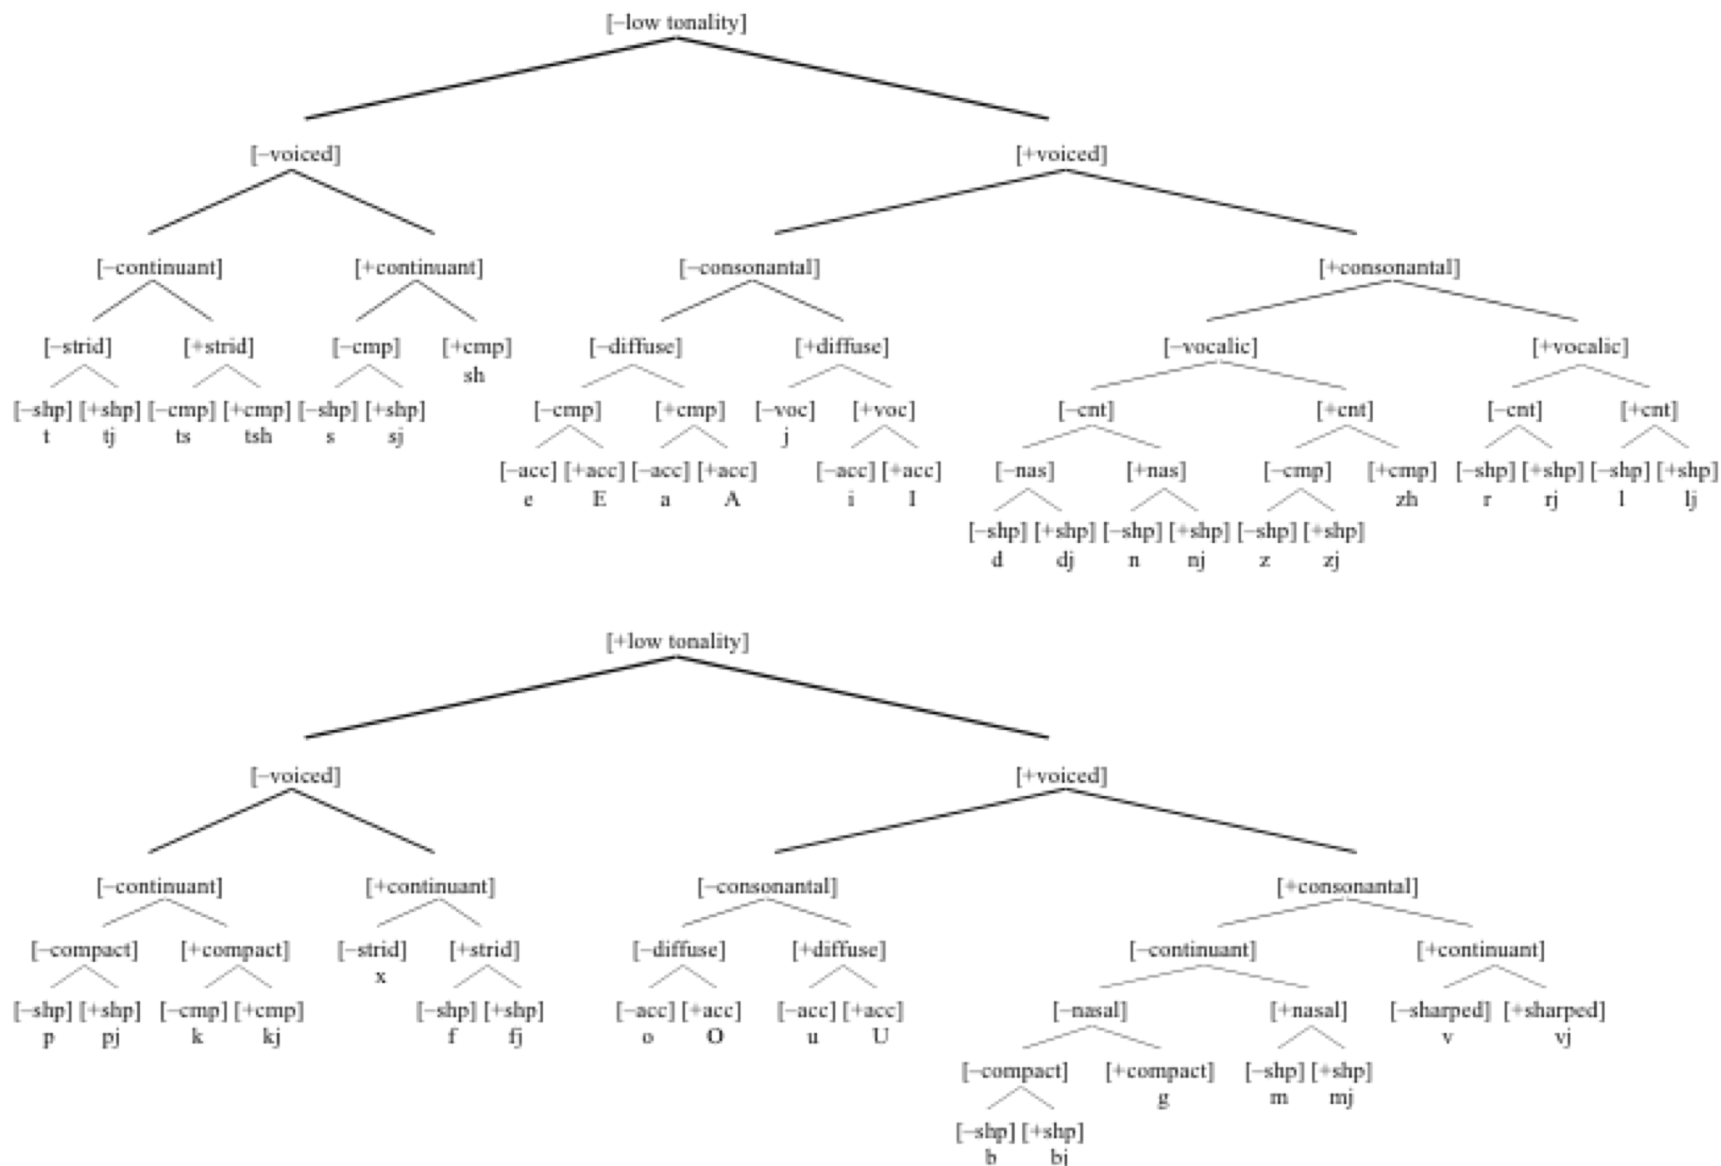 [−low tonality]
[−voiced] [+voiced]
[−continuant] [+continuant] [−consonantal] [+consonantal]
[−strid] [+strid] [−cmp] [+cmp] [−diffuse] [+diffuse] [−vocalic] [+vocalic]
sh
[−shp] [+shp] [−cmp] [+cmp] [−shp] [+shp] [−cmp] [+cmp] [−voc] [+voc] [−cnt] [+cnt] [−cnt] [+cnt]
t tj ts tsh s sj j
[−acc] [+acc] [−acc] [+acc] [−acc] [+acc] [−nas] [+nas] [−cmp] [+cmp] [−shp] [+shp] [−shp] [+shp]
e E a A i I zh r rj l lj
[−shp] [+shp] [−shp] [+shp] [−shp] [+shp]
d dj n nj z zj
[+low tonality]
[−voiced] [+voiced]
[−continuant] [+continuant] [−consonantal] [+consonantal]
[−compact] [+compact] [−strid] [+strid] [−diffuse] [+diffuse] [−continuant] [+continuant]
x
[−shp] [+shp] [−cmp] [+cmp] [−shp] [+shp] [−acc] [+acc] [−acc] [+acc] [−nasal] [+nasal] [−sharped] [+sharped]
p pj k kj f fj o O u U v vj
[−compact] [+compact] [−shp] [+shp]
g m mj
[−shp] [+shp]
b bj